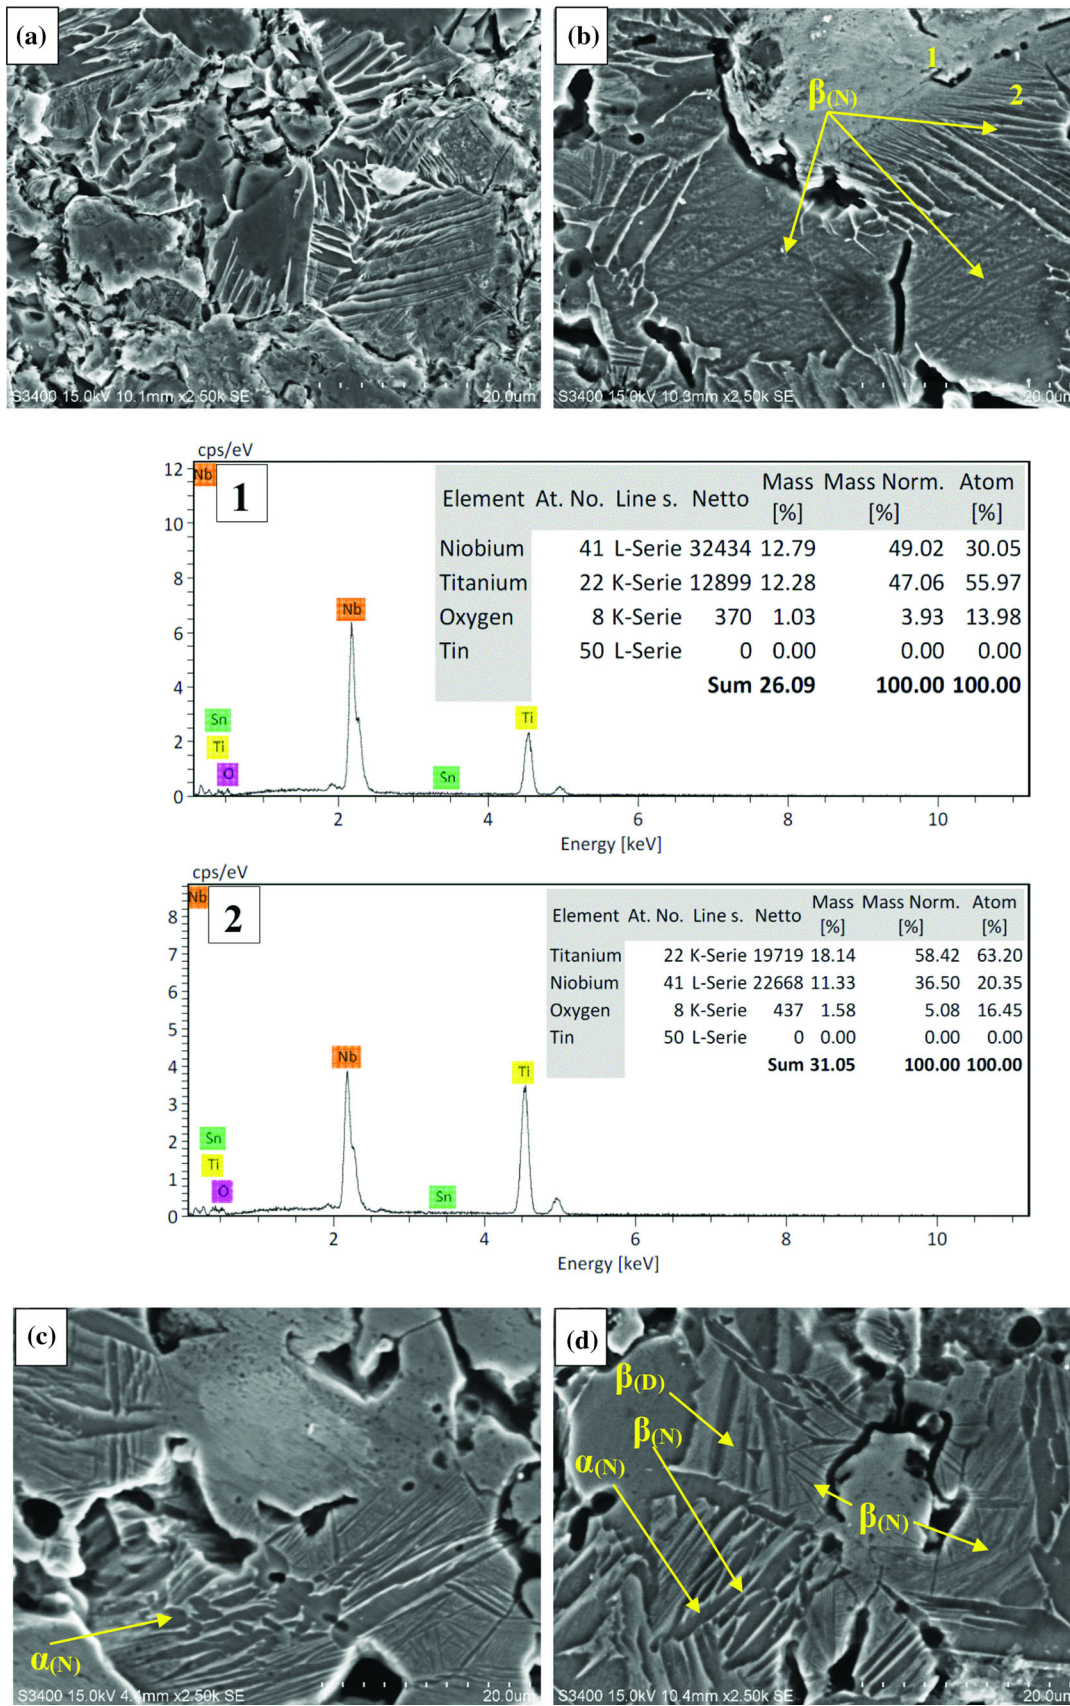 (a)
(b)
1
2
β(N)
S3400 15.0kV 10.1mm x2.50k SE 20.0um
S3400 15.0kV 10.3mm x2.50k SE 20.0um
cps/eV
12
10
8
6
4
2
0
Nb
1
Nb
Sn
Ti
O
Sn
Ti
Element At. No. Line s. Netto Mass [%] Mass Norm. [%] Atom [%]
Niobium 41 L-Serie 32434 12.79 49.02 30.05
Titanium 22 K-Serie 12899 12.28 47.06 55.97
Oxygen 8 K-Serie 370 1.03 3.93 13.98
Tin 50 L-Serie 0 0.00 0.00 0.00
Sum 26.09 100.00 100.00
2 4 6 8 10
Energy [keV]
cps/eV
8
7
6
5
4
3
2
1
0
Nb
2
Nb
Ti
Sn
Ti
O
Sn
Element At. No. Line s. Netto Mass [%] Mass Norm. [%] Atom [%]
Titanium 22 K-Serie 19719 18.14 58.42 63.20
Niobium 41 L-Serie 22668 11.33 36.50 20.35
Oxygen 8 K-Serie 437 1.58 5.08 16.45
Tin 50 L-Serie 0 0.00 0.00 0.00
Sum 31.05 100.00 100.00
2 4 6 8 10
Energy [keV]
(c)
α(N)
S3400 15.0kV 4.4mm x2.50k SE 20.0um
(d)
β(D)
β(N)
α(N)
β(N)
S3400 15.0kV 10.4mm x2.50k SE 20.0um